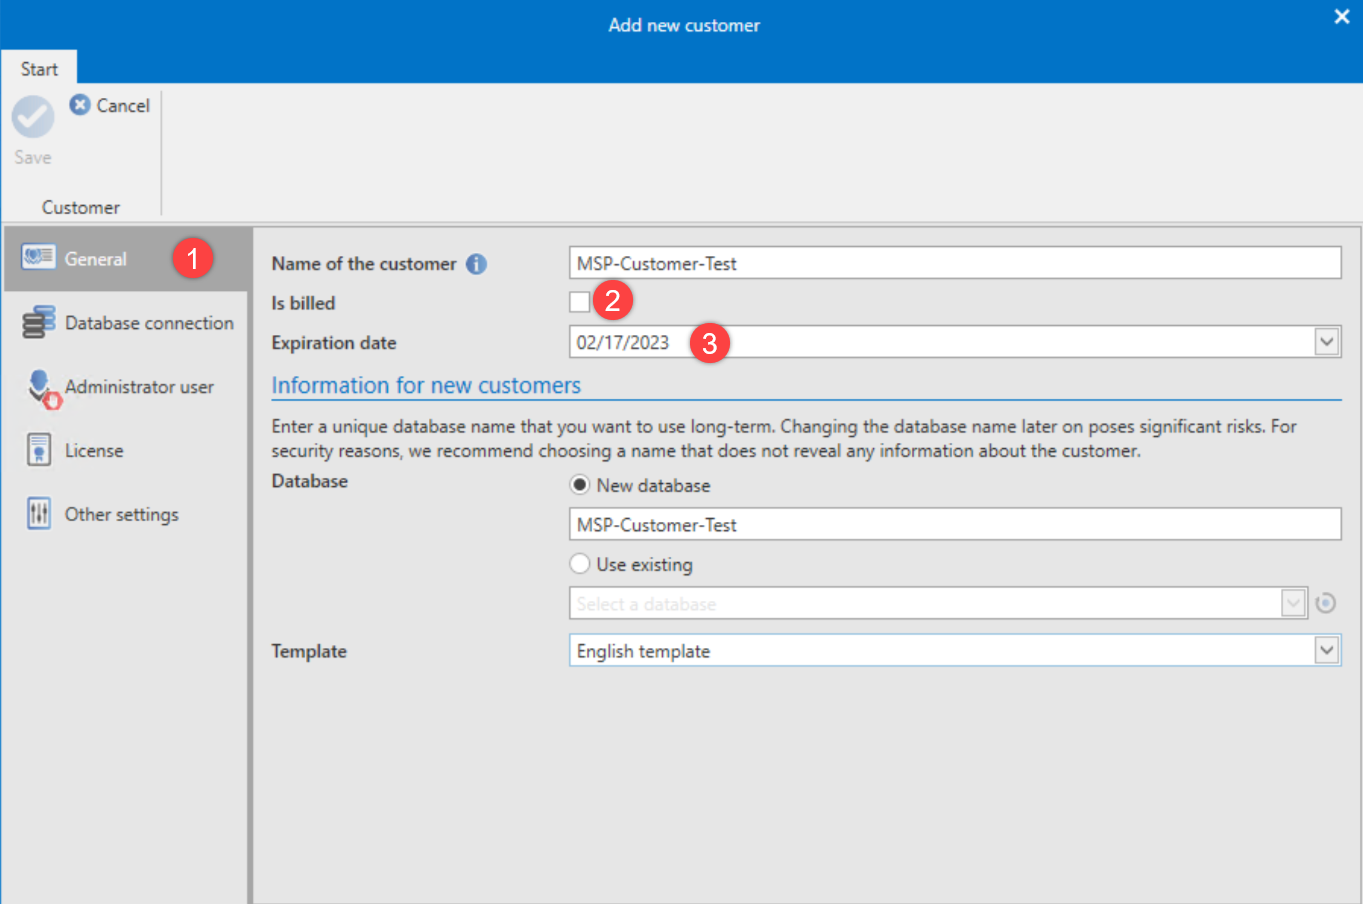 Add new customer
Start
Cancel
Save
Customer
General 1
Database connection
Administrator user
License
Other settings
Name of the customer i MSP-Customer-Test
Is billed 2
Expiration date 02/17/2023 3
Information for new customers
Enter a unique database name that you want to use long-term. Changing the database name later on poses significant risks. For
security reasons, we recommend choosing a name that does not reveal any information about the customer.
Database New database
MSP-Customer-Test
Use existing
Select a database
Template English template